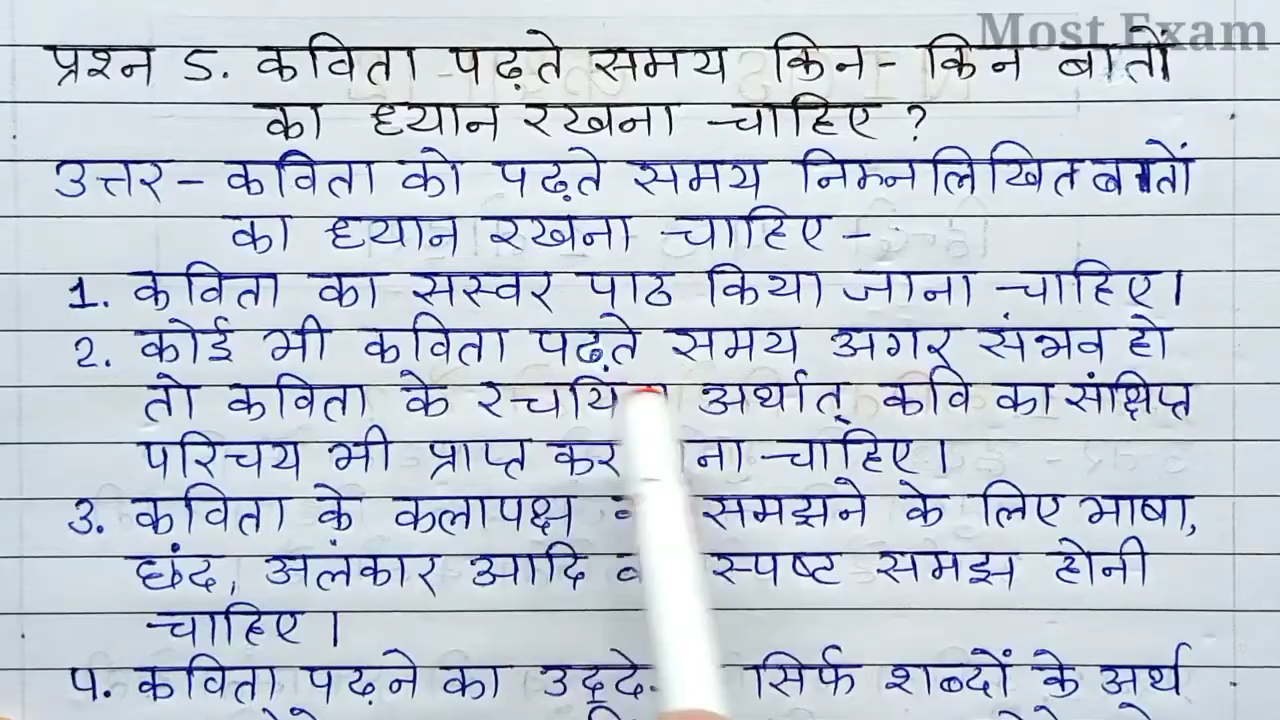 Most Exam
प्रश्न 5. कविता पढ़ते समय किन- किन बातों
का ध्यान रखना चाहिए ?
उत्तर - कविता को पढ़ते समय निम्नलिखित बातों
का ध्यान रखना चाहिए -
1. कविता का सस्वर पाठ किया जाना चाहिए।
2. कोई भी कविता पढ़ते समय अगर संभव हो
तो कविता के अर्थात् कवि का संक्षिप्त
परिचय भी प्राप्त कर चाहिए।
3. कविता के कलापक्ष समझने के लिए भाषा,
छंद, अलंकार आदि स्पष्ट समझ होनी
चाहिए।
4. कविता पढ़ने का सिर्फ शब्दों के अर्थ